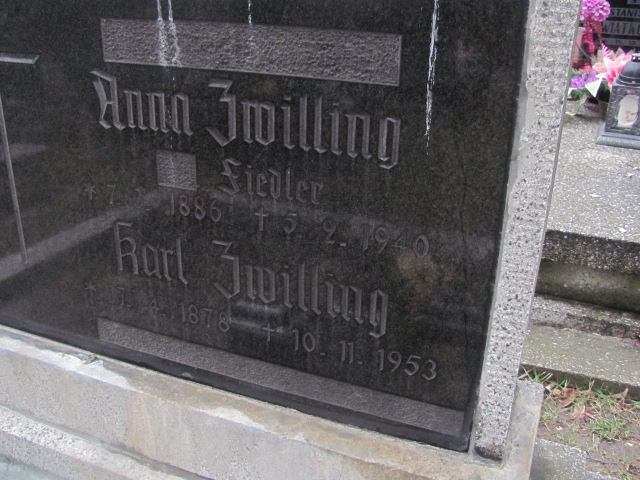 Anna Zwilling
Fiedler
1886 † 5. 2. 1940
Karl Zwilling
1878 † 10. 11. 1953